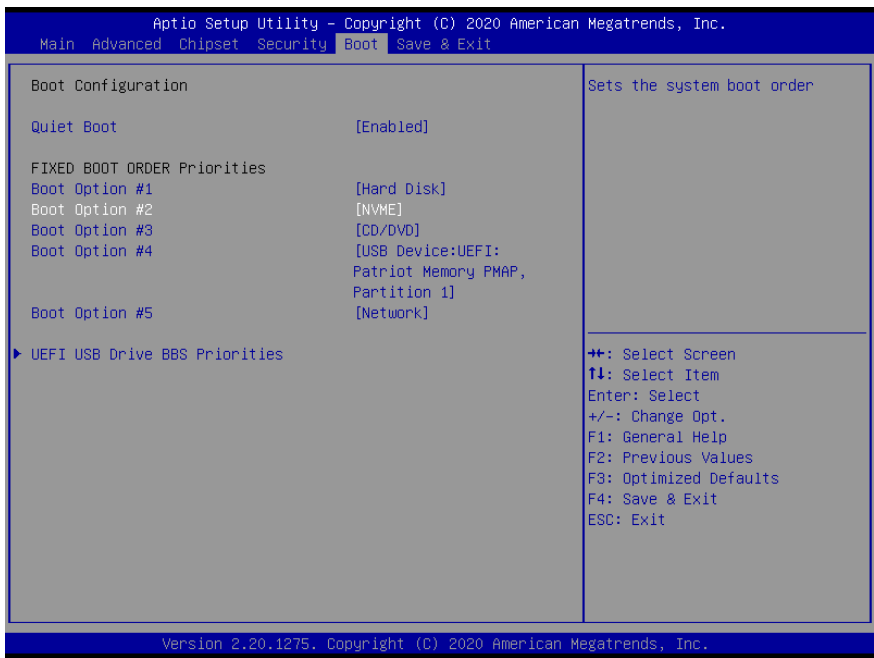 Aptio Setup Utility – Copyright (C) 2020 American Megatrends, Inc.
Main Advanced Chipset Security Boot Save & Exit
Boot Configuration
Quiet Boot [Enabled]
FIXED BOOT ORDER Priorities
Boot Option #1 [Hard Disk]
Boot Option #2 [NVME]
Boot Option #3 [CD/DVD]
Boot Option #4 [USB Device:UEFI:
Patriot Memory PMAP,
Partition 1]
Boot Option #5 [Network]
UEFI USB Drive BBS Priorities
Sets the system boot order
→←: Select Screen
↑↓: Select Item
Enter: Select
+/-: Change Opt.
F1: General Help
F2: Previous Values
F3: Optimized Defaults
F4: Save & Exit
ESC: Exit
Version 2.20.1275. Copyright (C) 2020 American Megatrends, Inc.